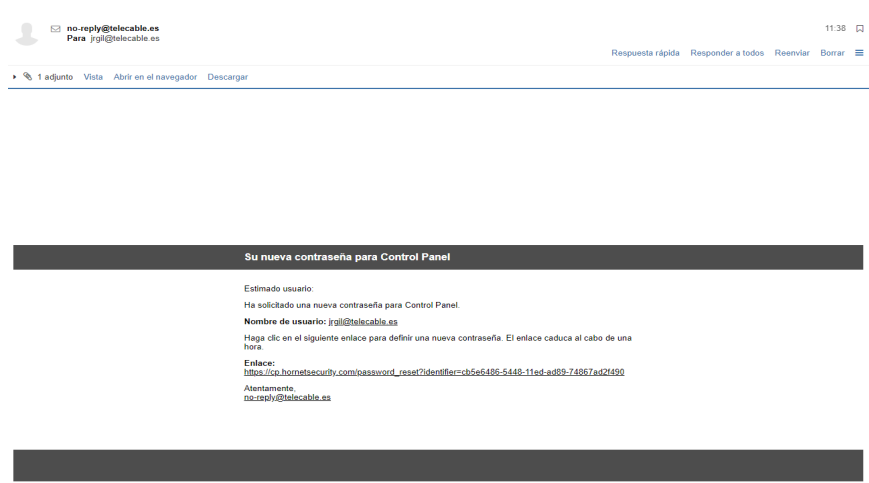 no-reply@telecable.es
11:38
Para jrgil@telecable.es
Respuesta rápida Responder a todos Reenviar Borrar
1 adjunto Vista Abrir en el navegador Descargar
Su nueva contraseña para Control Panel
Estimado usuario:
Ha solicitado una nueva contraseña para Control Panel.
Nombre de usuario: jrgil@telecable.es
Haga clic en el siguiente enlace para definir una nueva contraseña. El enlace caduca al cabo de una
hora.
Enlace:
https://cp.hornetsecurity.com/password_reset?identifier=cb5e6486-5448-11ed-ad89-74867ad2f490
Atentamente,
no-reply@telecable.es